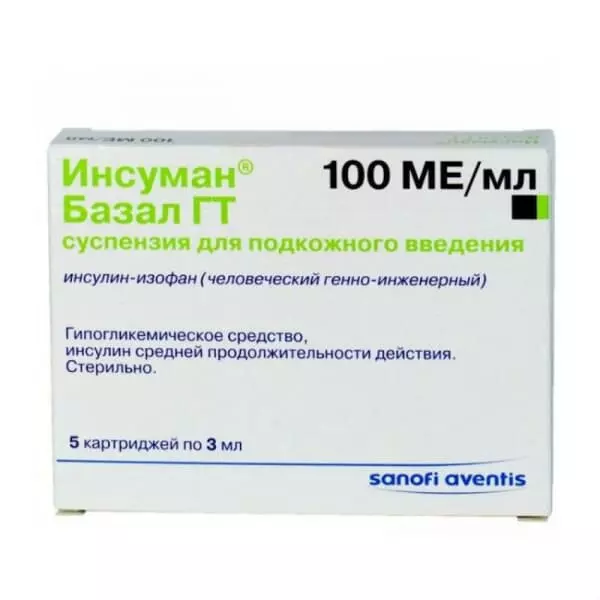 100 МЕ/мл
Инсуман®
Базал ГТ
100 МЕ/мл
суспензия для подкожного введения
инсулин-изофан (человеческий генно-инженерный)
Гипогликемическое средство,
инсулин средней продолжительности действия.
Стерильно.
5 картриджей по 3 мл
sanofi aventis